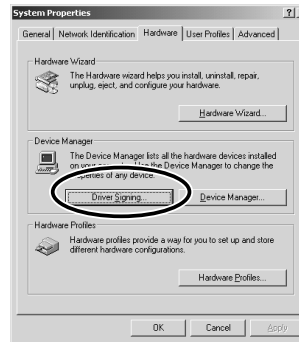 System Properties ?
General Network Identification Hardware User Profiles Advanced
Hardware Wizard
The Hardware wizard helps you install, uninstall, repair,
unplug, eject, and configure your hardware.
Hardware Wizard...
Device Manager
The Device Manager lists all the hardware devices installed
on your Device Manager to change the
properties of any device.
Driver Signing... Device Manager...
Hardware Profiles
Hardware profiles provide a way for you to set up and store
different hardware configurations.
Hardware Profiles...
OK Cancel Apply